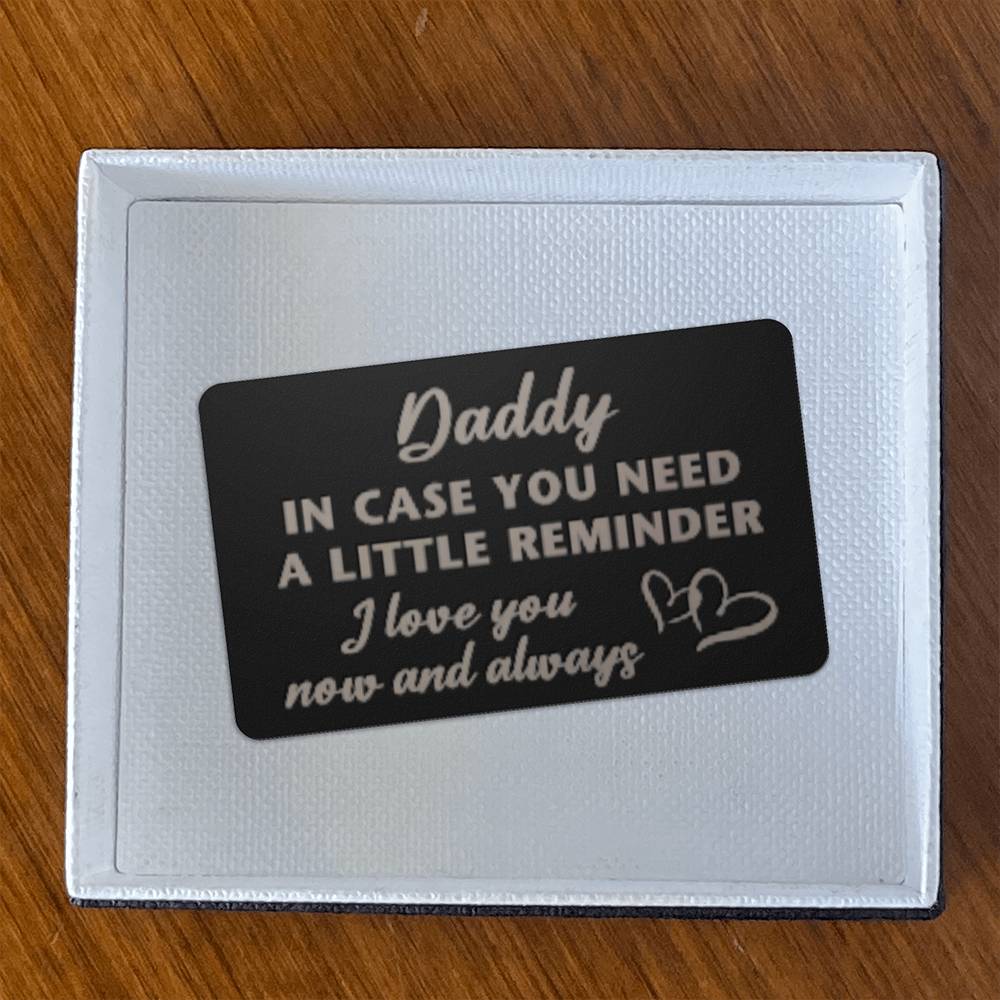 Daddy
IN CASE YOU NEED
A LITTLE REMINDER
I love you
now and always